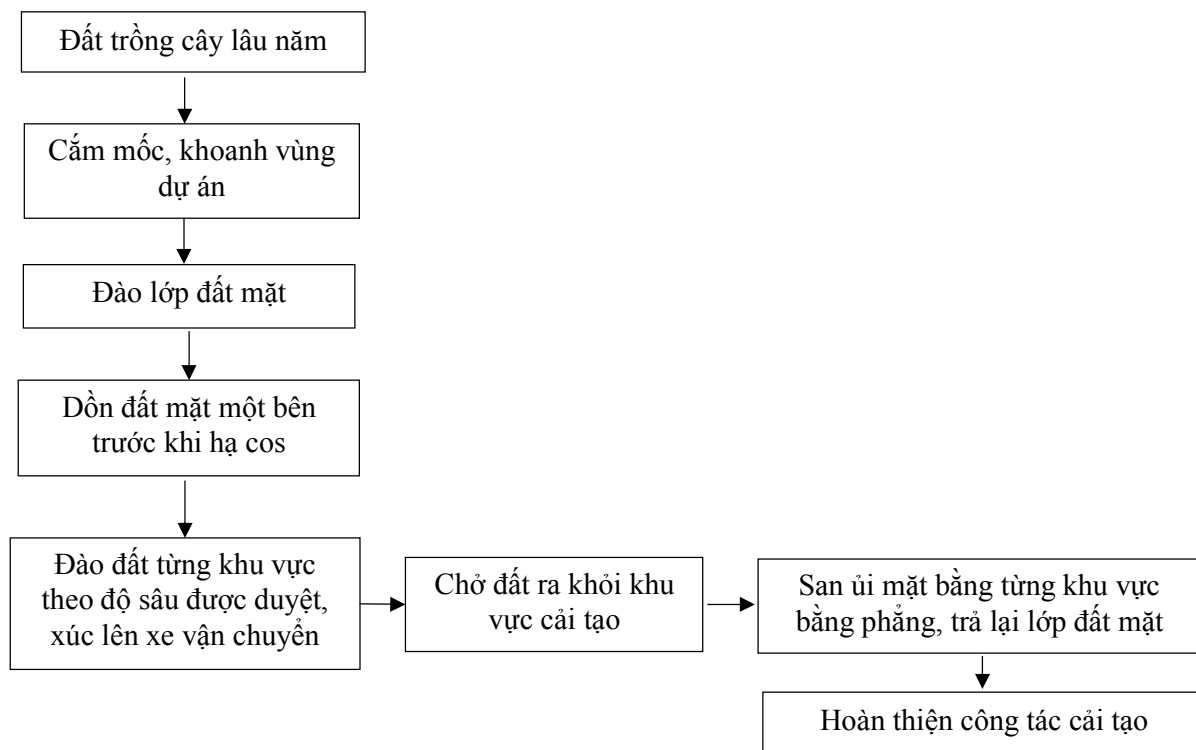 Đất trồng cây lâu năm
Cắm mốc, khoanh vùng
dự án
Đào lớp đất mặt
Dồn đất mặt một bên
trước khi hạ cos
Đào đất từng khu vực
theo độ sâu được duyệt,
xúc lên xe vận chuyển
Chở đất ra khỏi khu
vực cải tạo
San ủi mặt bằng từng khu vực
bằng phẳng, trả lại lớp đất mặt
Hoàn thiện công tác cải tạo